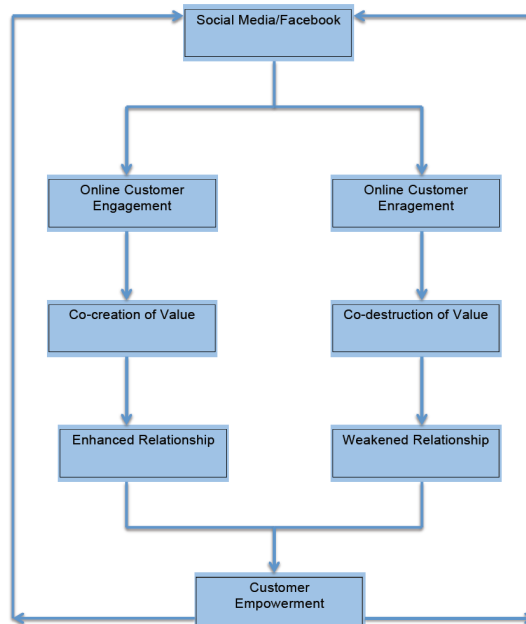 Social Media/Facebook
Online Customer
Engagement
Online Customer
Enragement
Co-creation of Value
Co-destruction of Value
Enhanced Relationship
Weakened Relationship
Customer
Empowerment